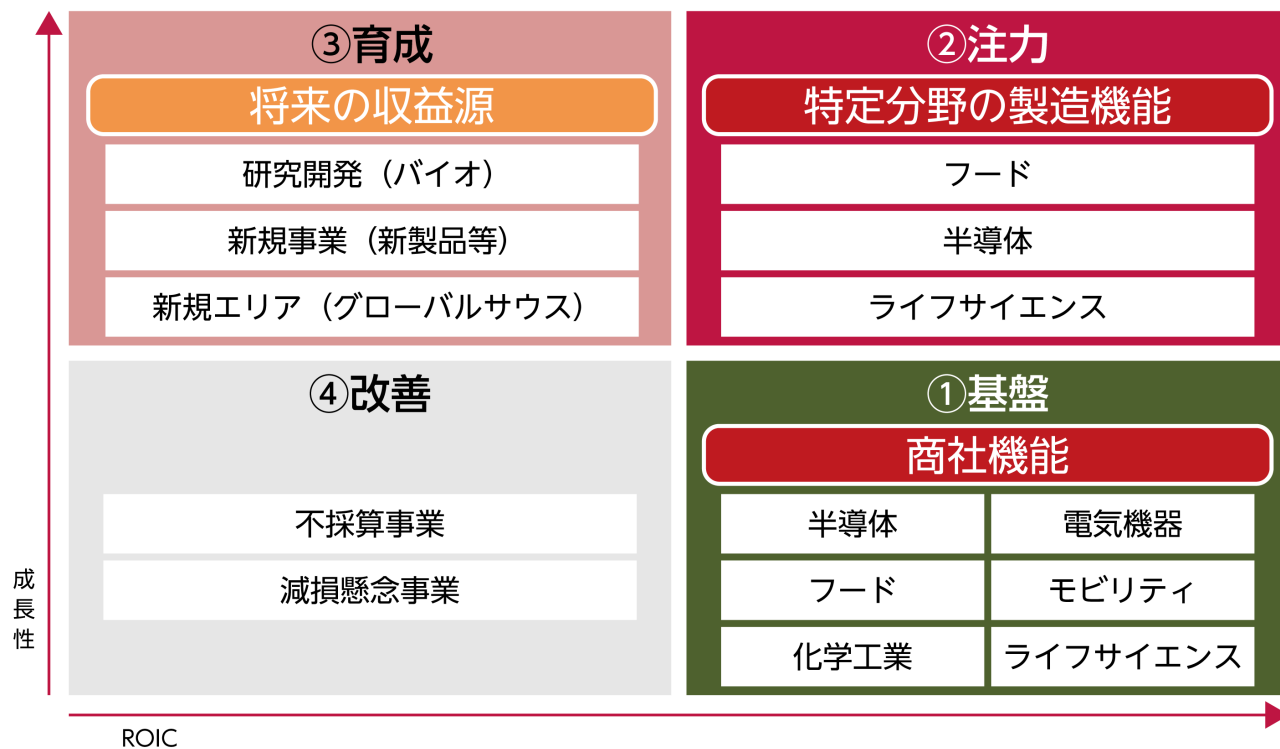 ③育成
将来の収益源
研究開発（バイオ）
新規事業（新製品等）
新規エリア（グローバルサウス）
②注力
特定分野の製造機能
フード
半導体
ライフサイエンス
④改善
不採算事業
減損懸念事業
①基盤
商社機能
半導体
電気機器
フード
モビリティ
化学工業
ライフサイエンス
成長性
ROIC